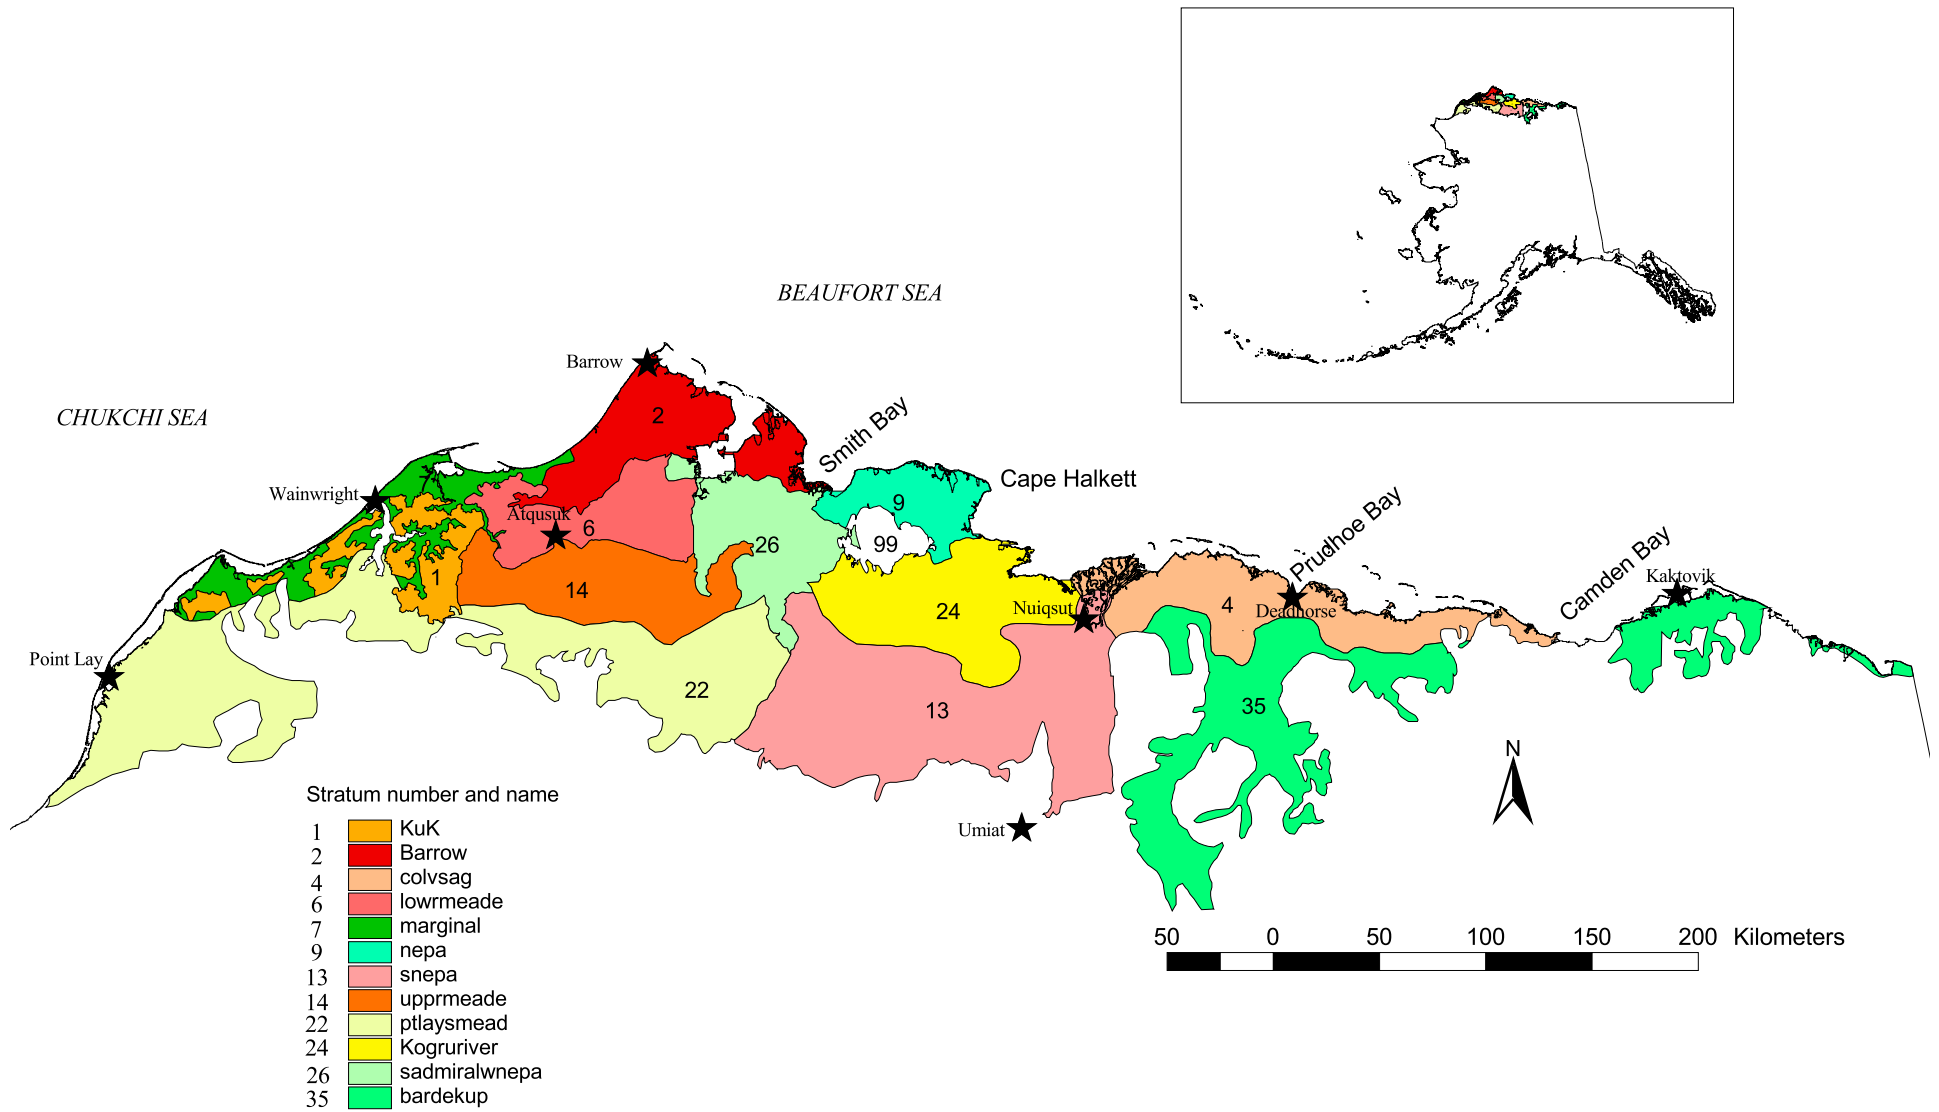 BEAUFORT SEA
Barrow
CHUKCHI SEA
2
Smith Bay
Cape Halkett
7
Wainwright
9
Atqusuk
6
26
99
Prudhoe Bay
Camden Bay
1
14
Kaktovik
24
Nuiqsut
4
Deadhorse
Point Lay
22
13
35
N
Umiat
Stratum number and name
1 KuK
2 Barrow
4 colvsag
6 lowrmeade
7 marginal
9 nepa
13 snepa
14 upprmeade
22 ptlaysmead
24 Kogruriver
26 sadmiralwnepa
35 bardekup
50 0 50 100 150 200 Kilometers